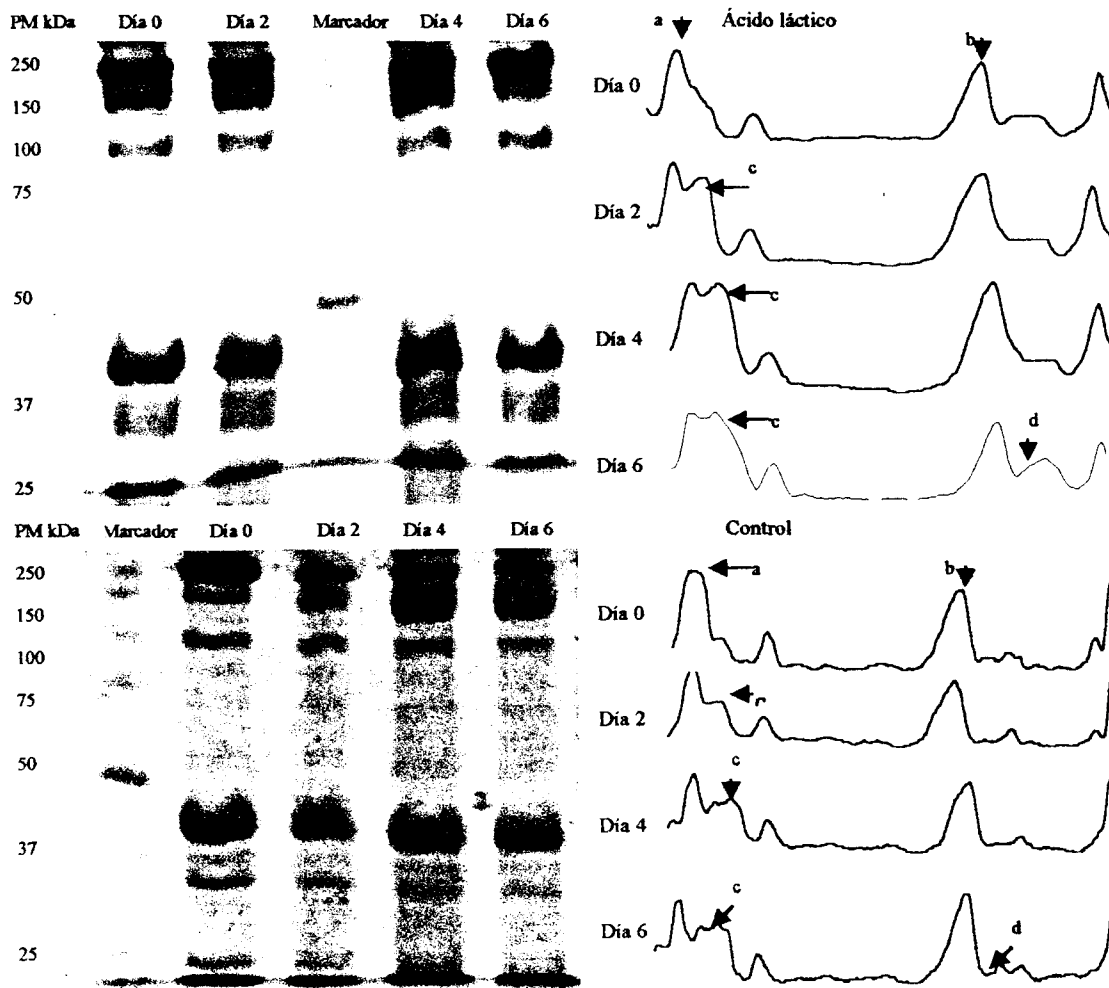 PM kDa Día 0 Día 2 Marcador Día 4 Día 6
250
150
100
75
50
37
25
a Ácido láctico
b
Día 0
c
Día 2
c
Día 4
c
d
Día 6
PM kDa Marcador Día 0 Día 2 Día 4 Día 6
250
150
100
75
50
37
25
Control
a
b
Día 0
Día 2
c
Día 4
c
d
Día 6